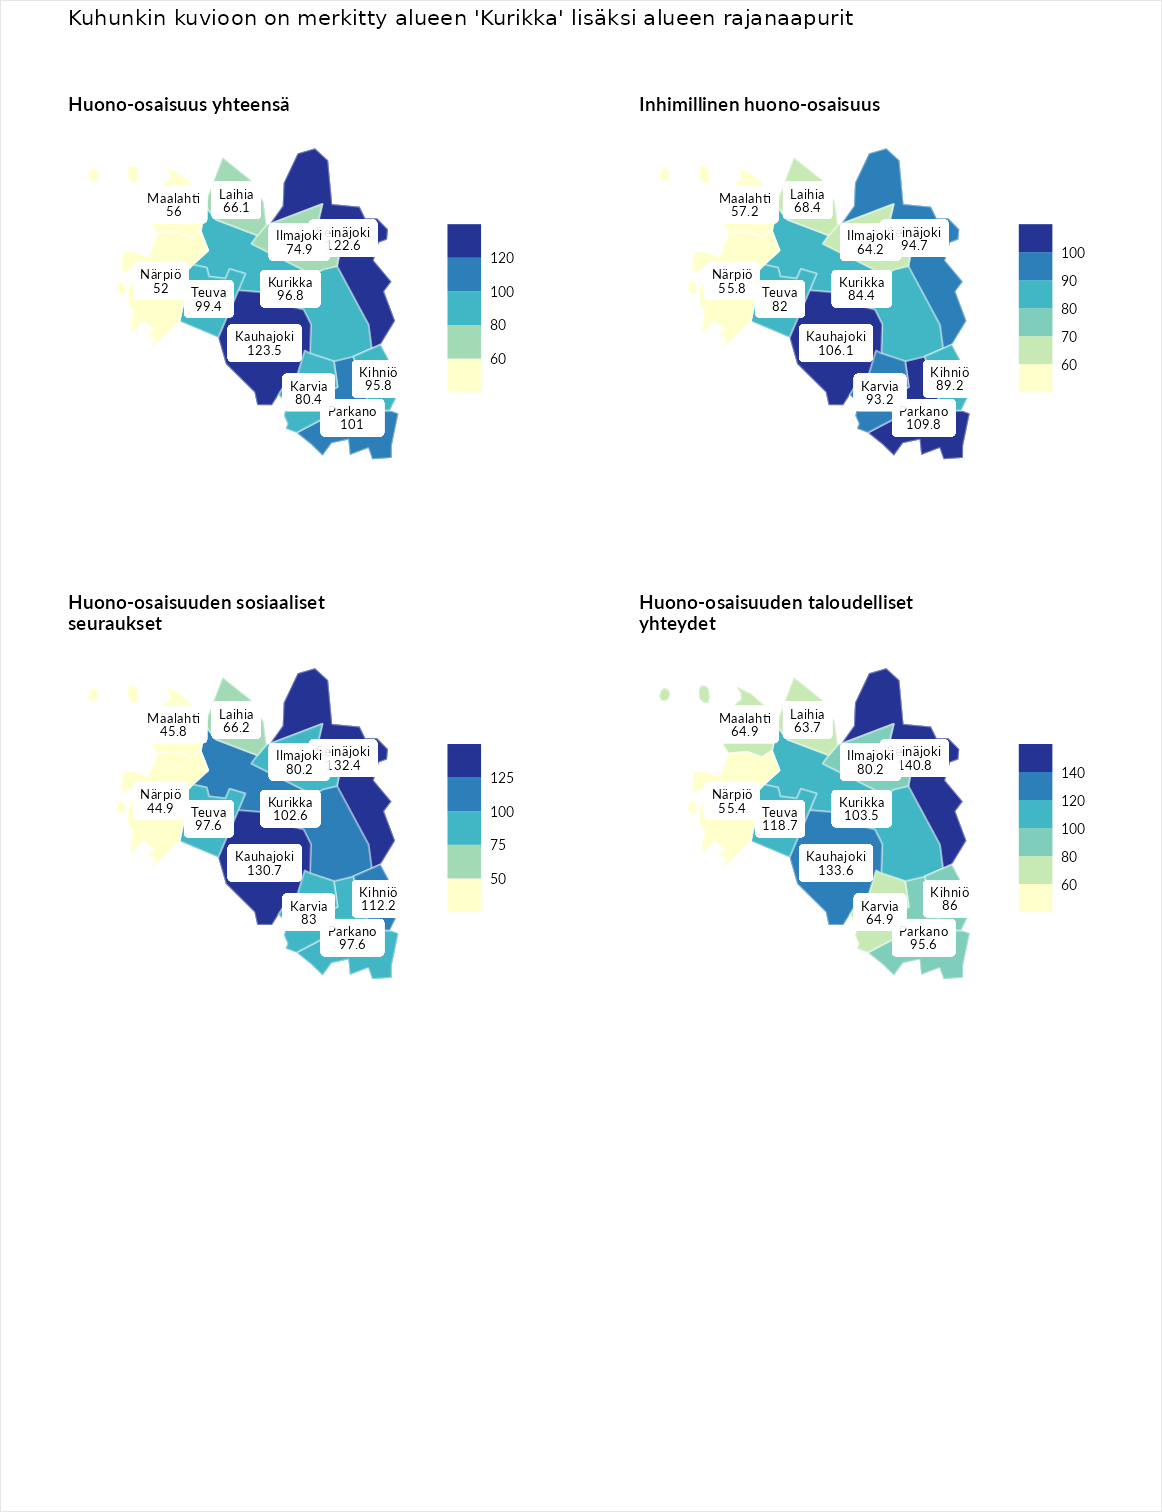 Kuhunkin kuvioon on merkitty alueen 'Kurikka' lisäksi alueen rajanaapurit
Huono-osaisuus yhteensä
Maalahti
56
Laihia
66.1
Ilmajoki
74.9
einäjoki
122.6
Närpiö
52
Teuva
99.4
Kurikka
96.8
Kauhajoki
123.5
Karvia
80.4
Kihniö
95.8
Parkano
101
120
100
80
60
Inhimillinen huono-osaisuus
Maalahti
57.2
Laihia
68.4
Ilmajoki
64.2
einäjoki
94.7
Närpiö
55.8
Teuva
82
Kurikka
84.4
Kauhajoki
106.1
Karvia
93.2
Kihniö
89.2
Parkano
109.8
100
90
80
70
60
Huono-osaisuuden sosiaaliset
seuraukset
Maalahti
45.8
Laihia
66.2
Ilmajoki
80.2
einäjoki
132.4
Närpiö
44.9
Teuva
97.6
Kurikka
102.6
Kauhajoki
130.7
Karvia
83
Kihniö
112.2
Parkano
97.6
125
100
75
50
Huono-osaisuuden taloudelliset
yhteydet
Maalahti
64.9
Laihia
63.7
Ilmajoki
80.2
einäjoki
140.8
Närpiö
55.4
Teuva
118.7
Kurikka
103.5
Kauhajoki
133.6
Karvia
64.9
Kihniö
86
Parkano
95.6
140
120
100
80
60